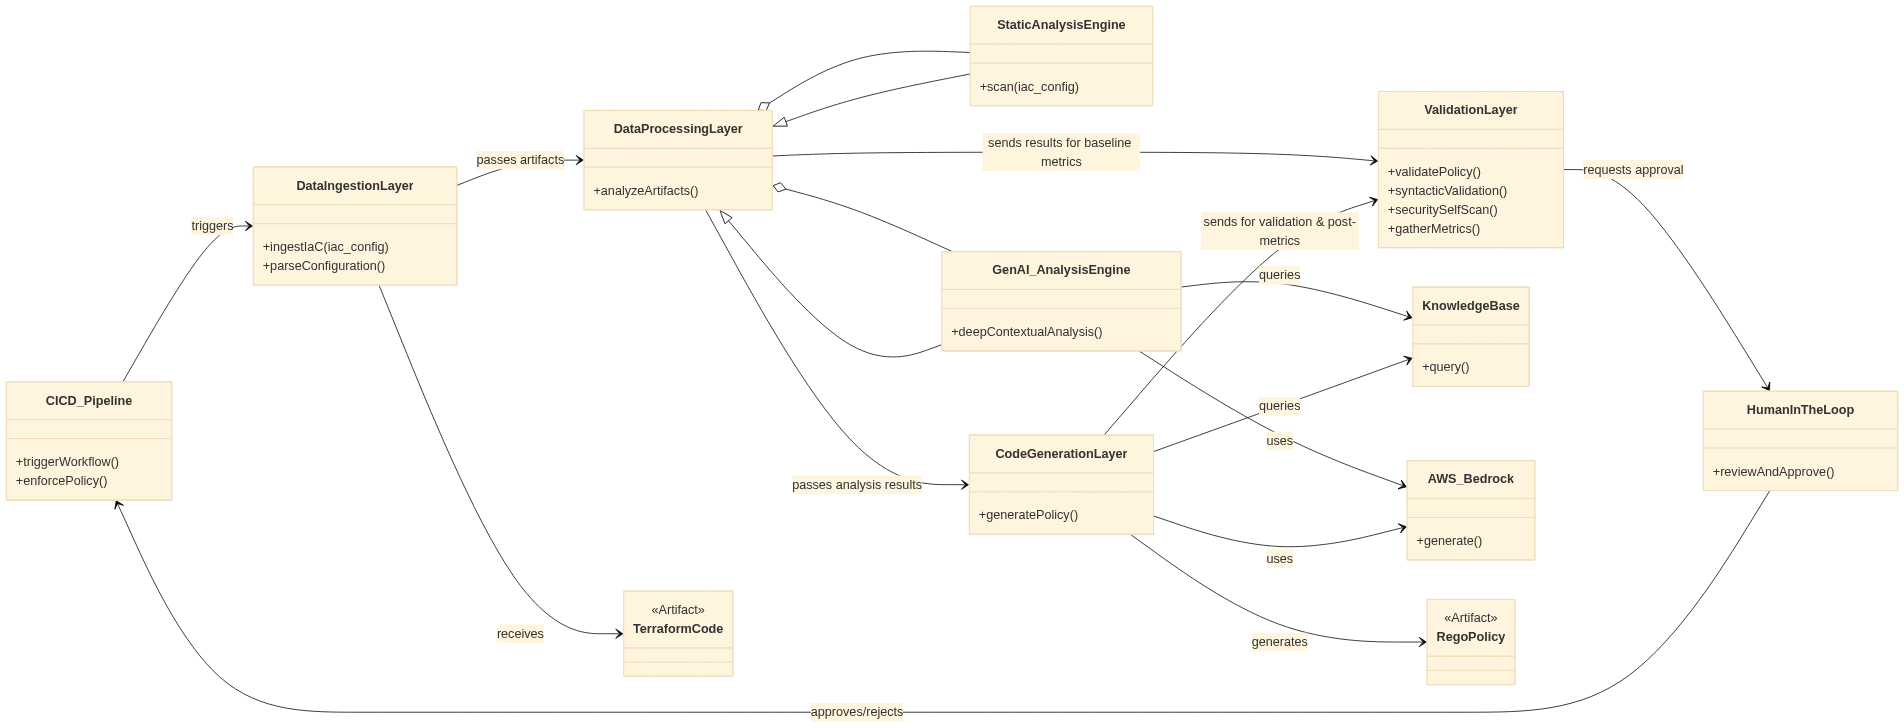 StaticAnalysisEngine
+scan(iac_config)
DataProcessingLayer
+analyzeArtifacts()
ValidationLayer
+validatePolicy()
+syntacticValidation()
+securitySelfScan()
+gatherMetrics()
sends results for baseline
metrics
passes artifacts
requests approval
DataIngestionLayer
+ingestIaC(iac_config)
+parseConfiguration()
triggers
sends for validation & post-
metrics
GenAI_AnalysisEngine
+deepContextualAnalysis()
queries
KnowledgeBase
+query()
CICD_Pipeline
+triggerWorkflow()
+enforcePolicy()
queries
uses
HumanInTheLoop
+reviewAndApprove()
CodeGenerationLayer
+generatePolicy()
passes analysis results
AWS_Bedrock
+generate()
uses
«Artifact»
TerraformCode
receives
«Artifact»
RegoPolicy
generates
approves/rejects